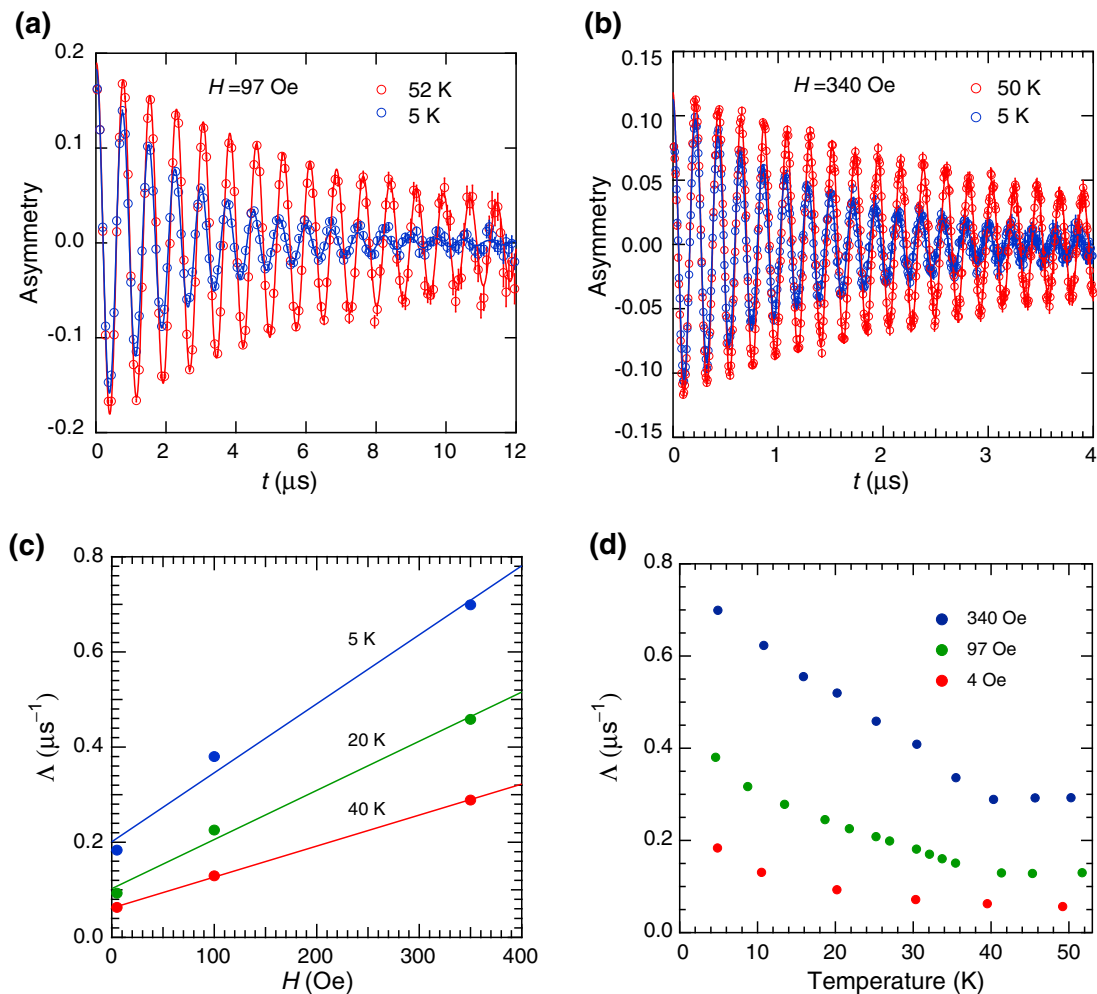 (a)
H=97 Oe
52 K
5 K
0.2
0.1
0.0
-0.1
-0.2
Asymmetry
0 2 4 6 8 10 12
t (μs)
(b)
H=340 Oe
50 K
5 K
0.15
0.10
0.05
0.00
-0.05
-0.10
-0.15
Asymmetry
0 1 2 3 4
t (μs)
(c)
0.8
0.6
0.4
0.2
0.0
Λ (μs⁻¹)
5 K
20 K
40 K
0 100 200 300 400
H (Oe)
(d)
0.8
0.6
0.4
0.2
0.0
Λ (μs⁻¹)
340 Oe
97 Oe
4 Oe
0 10 20 30 40 50
Temperature (K)